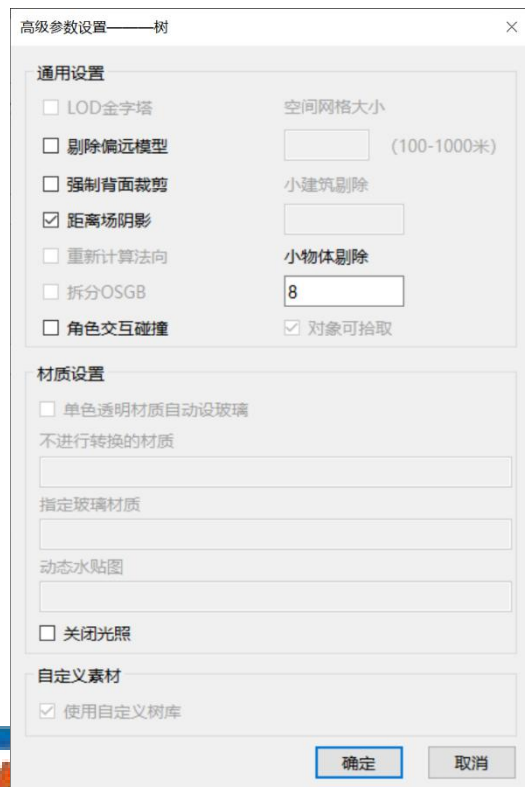 高级参数设置———树
通用设置
LOD金字塔
空间网格大小
剔除偏远模型
(100-1000米)
强制背面裁剪
小建筑剔除
距离场阴影
重新计算法向
小物体剔除
拆分OSGB
8
角色交互碰撞
对象可拾取
材质设置
单色透明材质自动设玻璃
不进行转换的材质
指定玻璃材质
动态水贴图
关闭光照
自定义素材
使用自定义树库
确定
取消